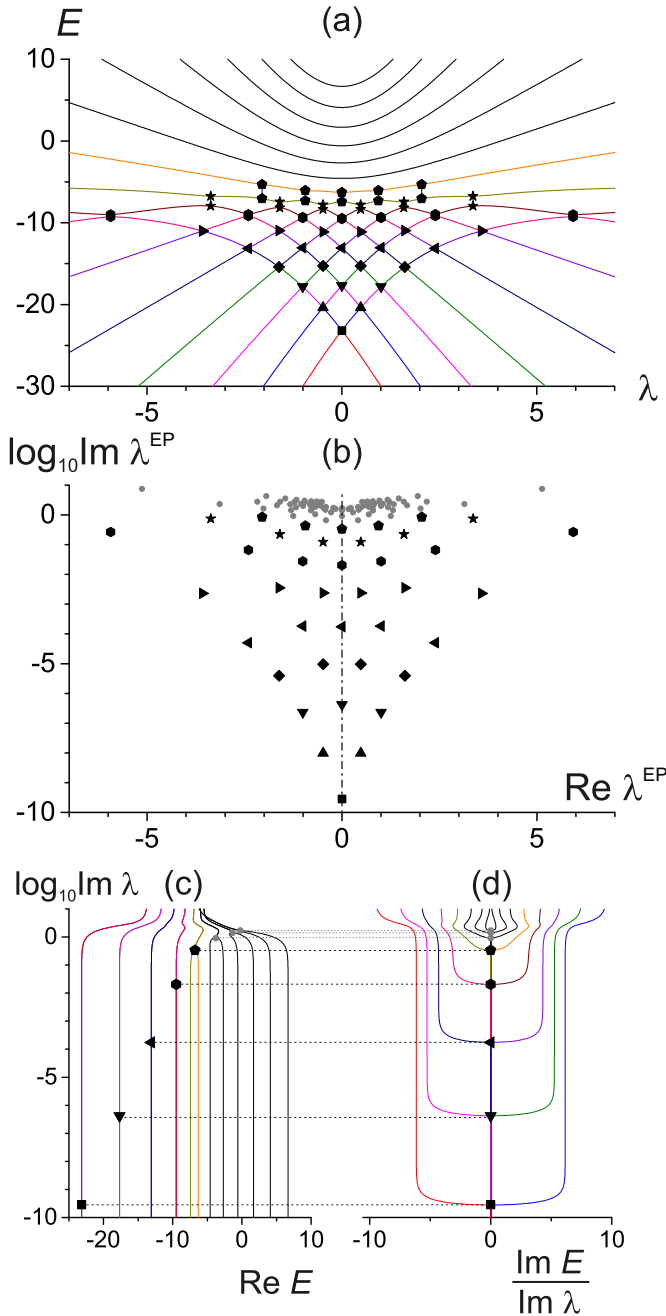 E (a)
10
0
-10
-20
-30
-5 0 5 λ
log₁₀Im λᴱᴾ (b)
0
-5
-10
Re λᴱᴾ
-5 0 5
log₁₀Im λ (c) (d)
0
-5
-10
-20 -10 0 10 -10 0 10
Re E Im E
Im λ